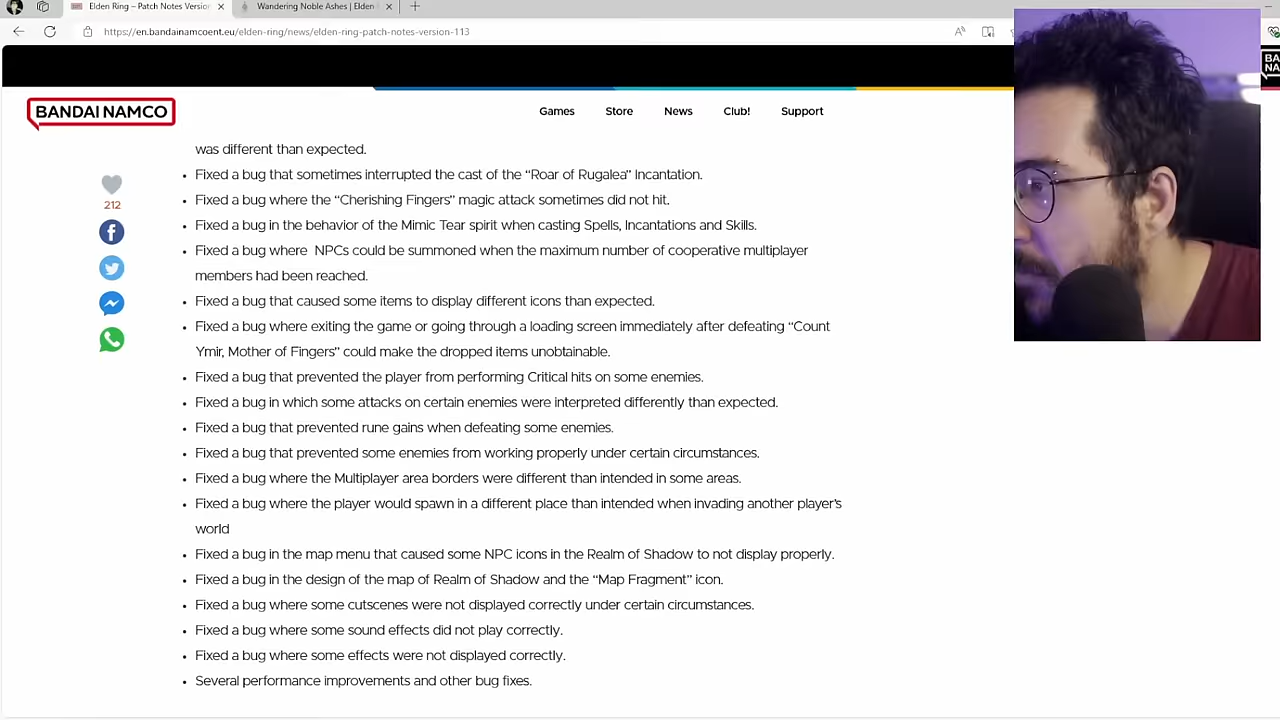 Elden Ring – Patch Notes Versio
Wandering Noble Ashes | Elden
https://en.bandainamcoent.eu/elden-ring/news/elden-ring-patch-notes-version-113
BANDAI NAMCO
Games
Store
News
Club!
Support
BA
NA
212
was different than expected.
• Fixed a bug that sometimes interrupted the cast of the “Roar of Rugalea” Incantation.
• Fixed a bug where the “Cherishing Fingers” magic attack sometimes did not hit.
• Fixed a bug in the behavior of the Mimic Tear spirit when casting Spells, Incantations and Skills.
• Fixed a bug where NPCs could be summoned when the maximum number of cooperative multiplayer
members had been reached.
• Fixed a bug that caused some items to display different icons than expected.
• Fixed a bug where exiting the game or going through a loading screen immediately after defeating “Count
Ymir, Mother of Fingers” could make the dropped items unobtainable.
• Fixed a bug that prevented the player from performing Critical hits on some enemies.
• Fixed a bug in which some attacks on certain enemies were interpreted differently than expected.
• Fixed a bug that prevented rune gains when defeating some enemies.
• Fixed a bug that prevented some enemies from working properly under certain circumstances.
• Fixed a bug where the Multiplayer area borders were different than intended in some areas.
• Fixed a bug where the player would spawn in a different place than intended when invading another player’s
world
• Fixed a bug in the map menu that caused some NPC icons in the Realm of Shadow to not display properly.
• Fixed a bug in the design of the map of Realm of Shadow and the “Map Fragment” icon.
• Fixed a bug where some cutscenes were not displayed correctly under certain circumstances.
• Fixed a bug where some sound effects did not play correctly.
• Fixed a bug where some effects were not displayed correctly.
• Several performance improvements and other bug fixes.